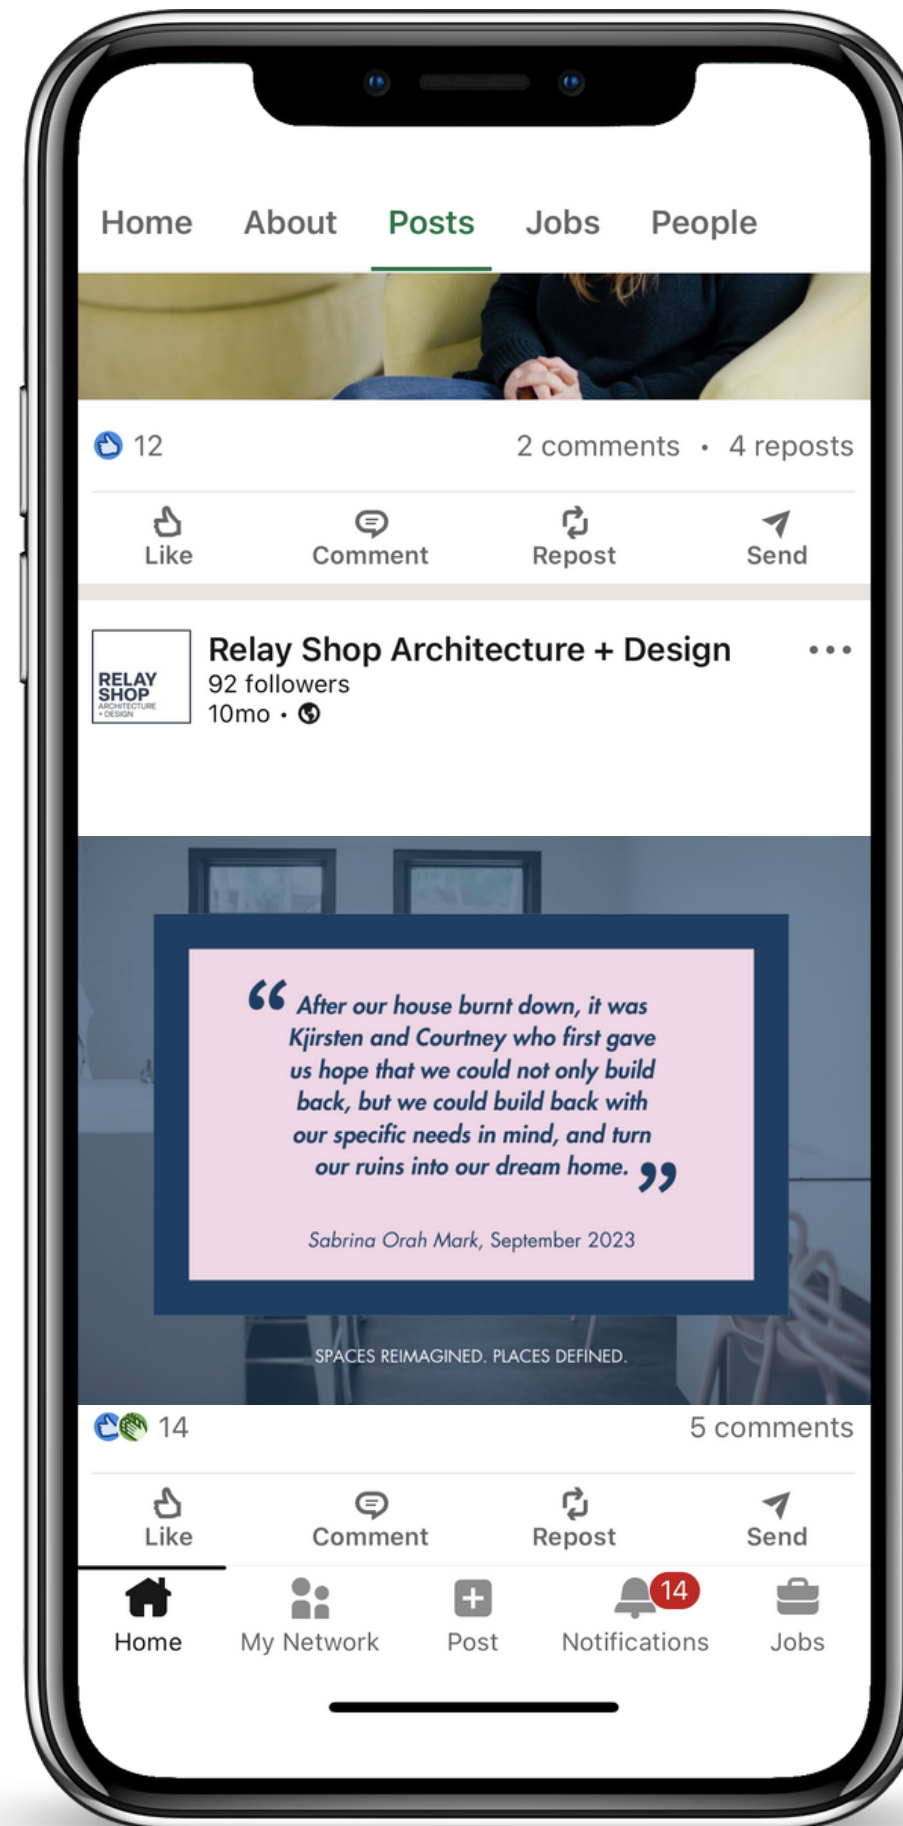 Home About Posts Jobs People
12 2 comments • 4 reposts
Like Comment Repost Send
RELAY
SHOP
ARCHITECTURE
+ DESIGN
Relay Shop Architecture + Design
92 followers
10mo •
“ After our house burnt down, it was
Kjirsten and Courtney who first gave
us hope that we could not only build
back, but we could build back with
our specific needs in mind, and turn
our ruins into our dream home. ”
Sabrina Orah Mark, September 2023
SPACES REIMAGINED. PLACES DEFINED.
14 5 comments
Like Comment Repost Send
14
Home My Network Post Notifications Jobs